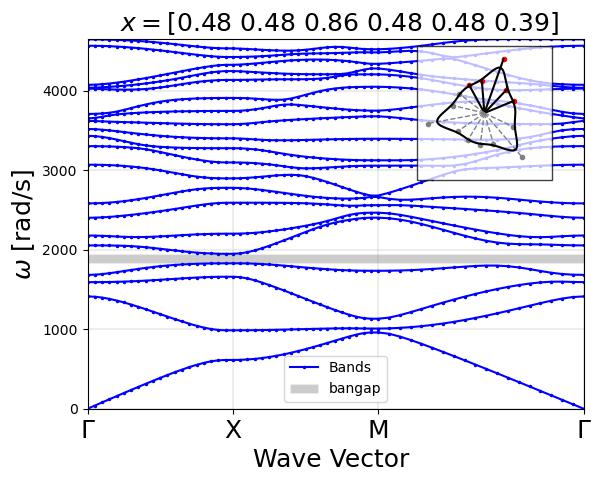 x = [0.48 0.48 0.86 0.48 0.48 0.39]
ω [rad/s]
4000
3000
2000
1000
0
Bands
bangap
Γ X M Γ
Wave Vector